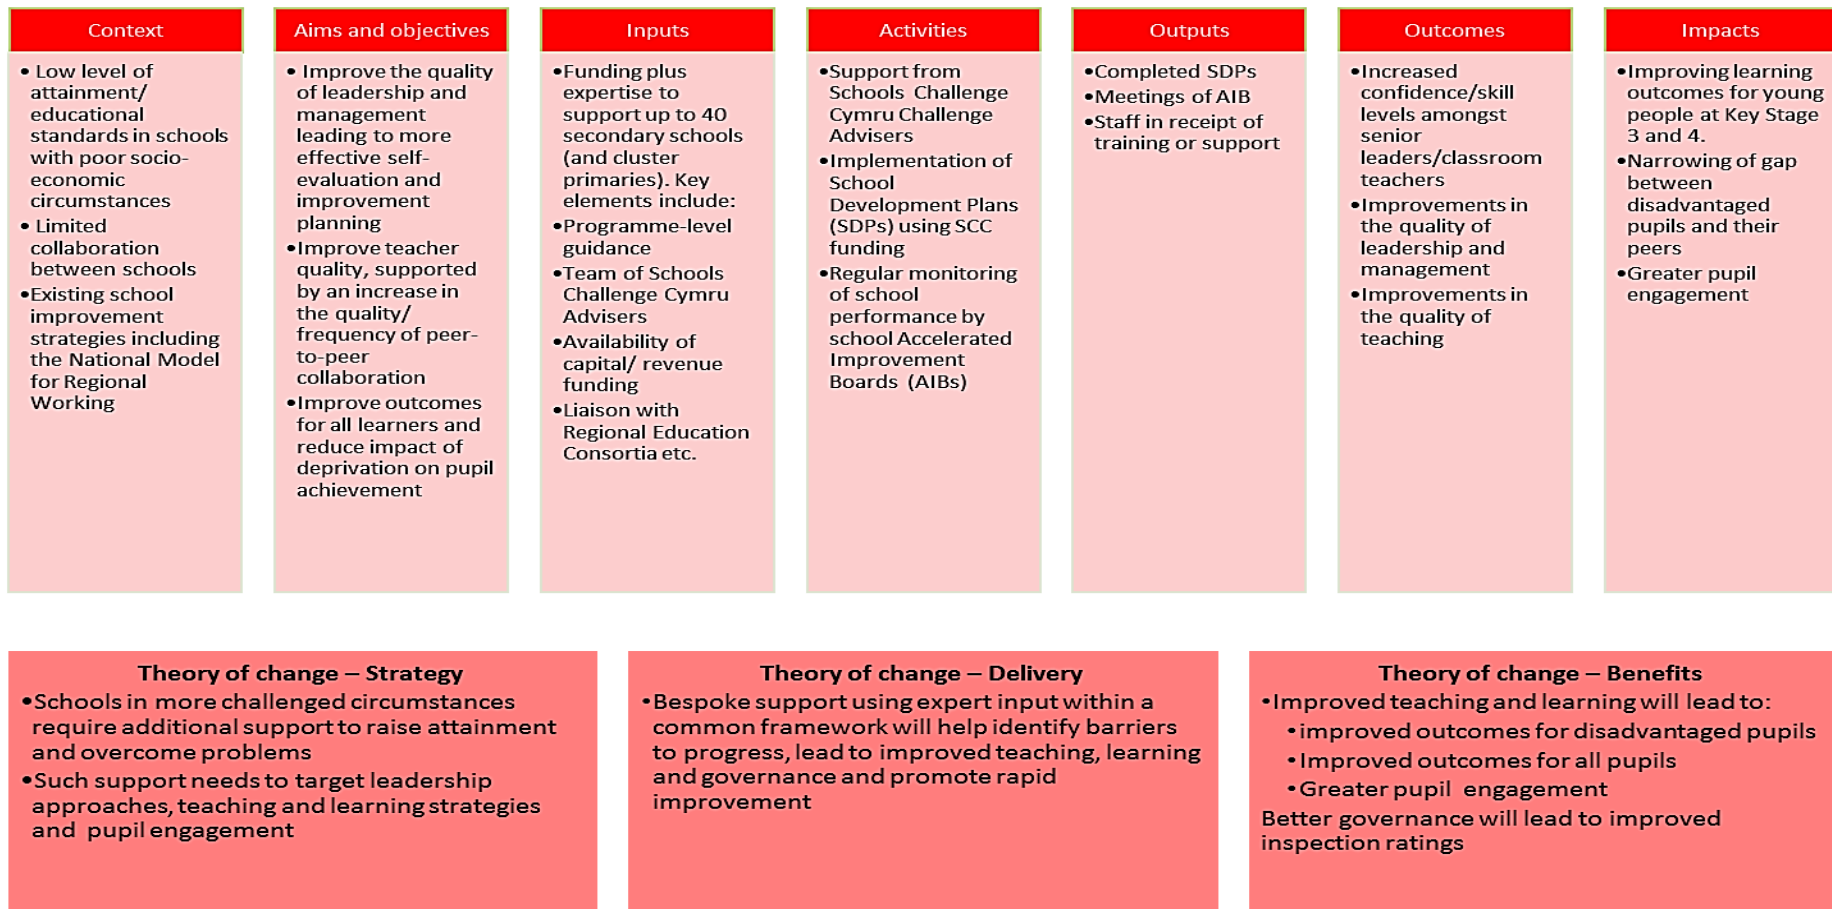 Context
• Low level of
attainment/
educational
standards in schools
with poor socio-
economic
circumstances
• Limited
collaboration
between schools
•Existing school
improvement
strategies including
the National Model
for Regional
Working
Aims and objectives
• Improve the quality
of leadership and
management
leading to more
effective self-
evaluation and
improvement
planning
•Improve teacher
quality, supported
by an increase in
the quality/
frequency of peer-
to-peer
collaboration
•Improve outcomes
for all learners and
reduce impact of
deprivation on pupil
achievement
Inputs
•Funding plus
expertise to
support up to 40
secondary schools
(and cluster
primaries). Key
elements include:
•Programme-level
guidance
•Team of Schools
Challenge Cymru
Advisers
•Availability of
capital/ revenue
funding
•Liaison with
Regional Education
Consortia etc.
Activities
•Support from
Schools Challenge
Cymru Challenge
Advisers
•Implementation of
School
Development Plans
(SDPs) using SCC
funding
•Regular monitoring
of school
performance by
school Accelerated
Improvement
Boards (AIBs)
Outputs
•Completed SDPs
•Meetings of AIB
•Staff in receipt of
training or support
Outcomes
•Increased
confidence/skill
levels amongst
senior
leaders/classroom
teachers
•Improvements in
the quality of
leadership and
management
•Improvements in
the quality of
teaching
Impacts
•Improving learning
outcomes for young
people at Key Stage
3 and 4.
•Narrowing of gap
between
disadvantaged
pupils and their
peers
•Greater pupil
engagement
Theory of change – Strategy
•Schools in more challenged circumstances
require additional support to raise attainment
and overcome problems
•Such support needs to target leadership
approaches, teaching and learning strategies
and pupil engagement
Theory of change – Delivery
•Bespoke support using expert input within a
common framework will help identify barriers
to progress, lead to improved teaching, learning
and governance and promote rapid
improvement
Theory of change – Benefits
•Improved teaching and learning will lead to:
•improved outcomes for disadvantaged pupils
•Improved outcomes for all pupils
•Greater pupil engagement
Better governance will lead to improved
inspection ratings